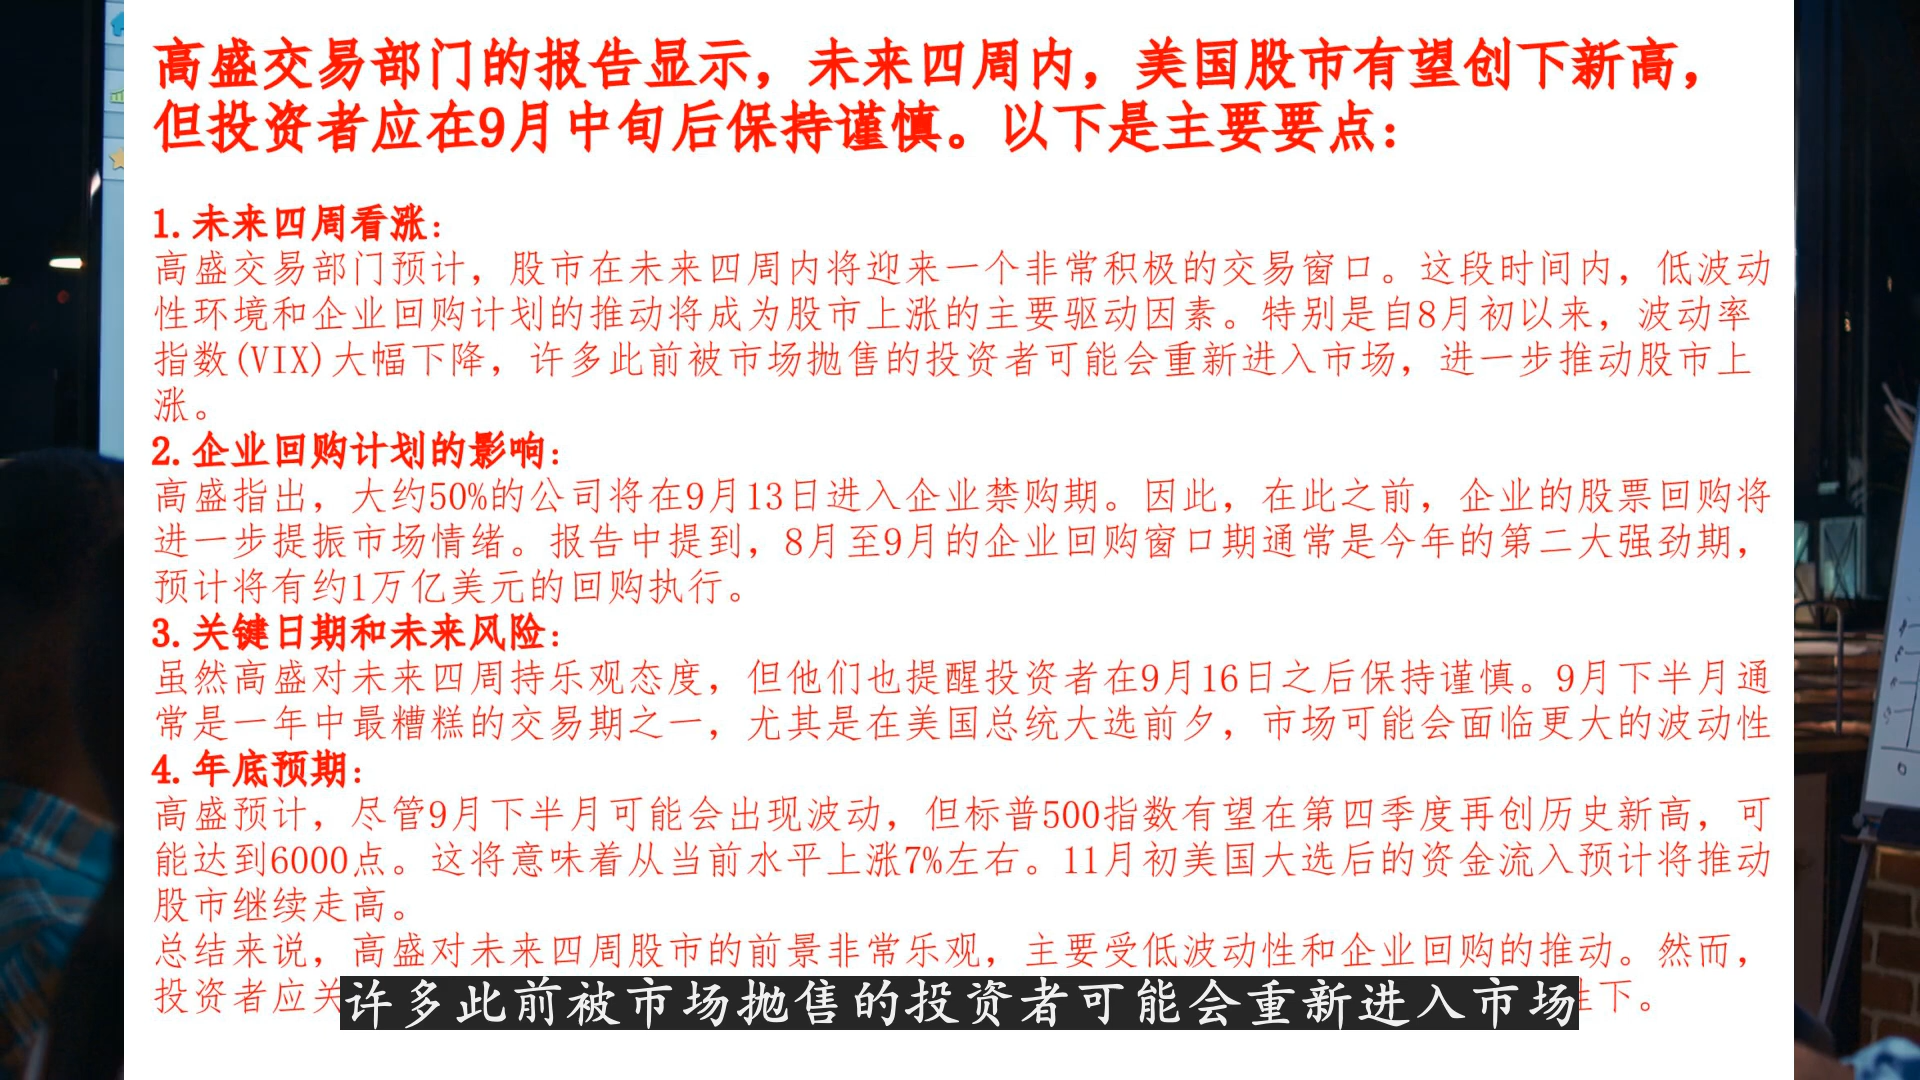 高盛交易部门的报告显示，未来四周内，美国股市有望创下新高，
但投资者应在9月中旬后保持谨慎。以下是主要要点：
1.未来四周看涨：
高盛交易部门预计，股市在未来四周内将迎来一个非常积极的交易窗口。这段时间内，低波动
性环境和企业回购计划的推动将成为股市上涨的主要驱动因素。特别是自8月初以来，波动率
指数(VIX)大幅下降，许多此前被市场抛售的投资者可能会重新进入市场，进一步推动股市上
涨。
2.企业回购计划的影响：
高盛指出，大约50%的公司将在9月13日进入企业禁购期。因此，在此之前，企业的股票回购将
进一步提振市场情绪。报告中提到，8月至9月的企业回购窗口期通常是今年的第二大强劲期，
预计将有约1万亿美元的回购执行。
3.关键日期和未来风险：
虽然高盛对未来四周持乐观态度，但他们也提醒投资者在9月16日之后保持谨慎。9月下半月通
常是一年中最糟糕的交易期之一，尤其是在美国总统大选前夕，市场可能会面临更大的波动性
4.年底预期：
高盛预计，尽管9月下半月可能会出现波动，但标普500指数有望在第四季度再创历史新高，可
能达到6000点。这将意味着从当前水平上涨7%左右。11月初美国大选后的资金流入预计将推动
股市继续走高。
总结来说，高盛对未来四周股市的前景非常乐观，主要受低波动性和企业回购的推动。然而，
投资者应关
下。
许多此前被市场抛售的投资者可能会重新进入市场